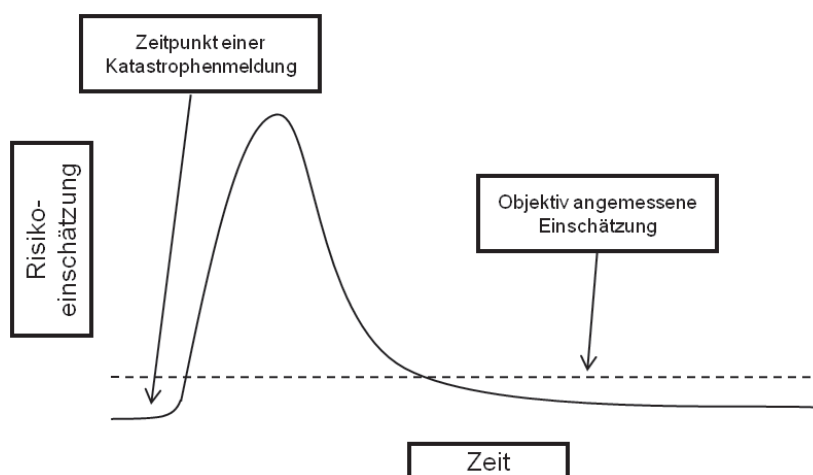 Zeitpunkt einer
Katastrophenmeldung
Risiko-
einschätzung
Objektiv angemessene
Einschätzung
Zeit